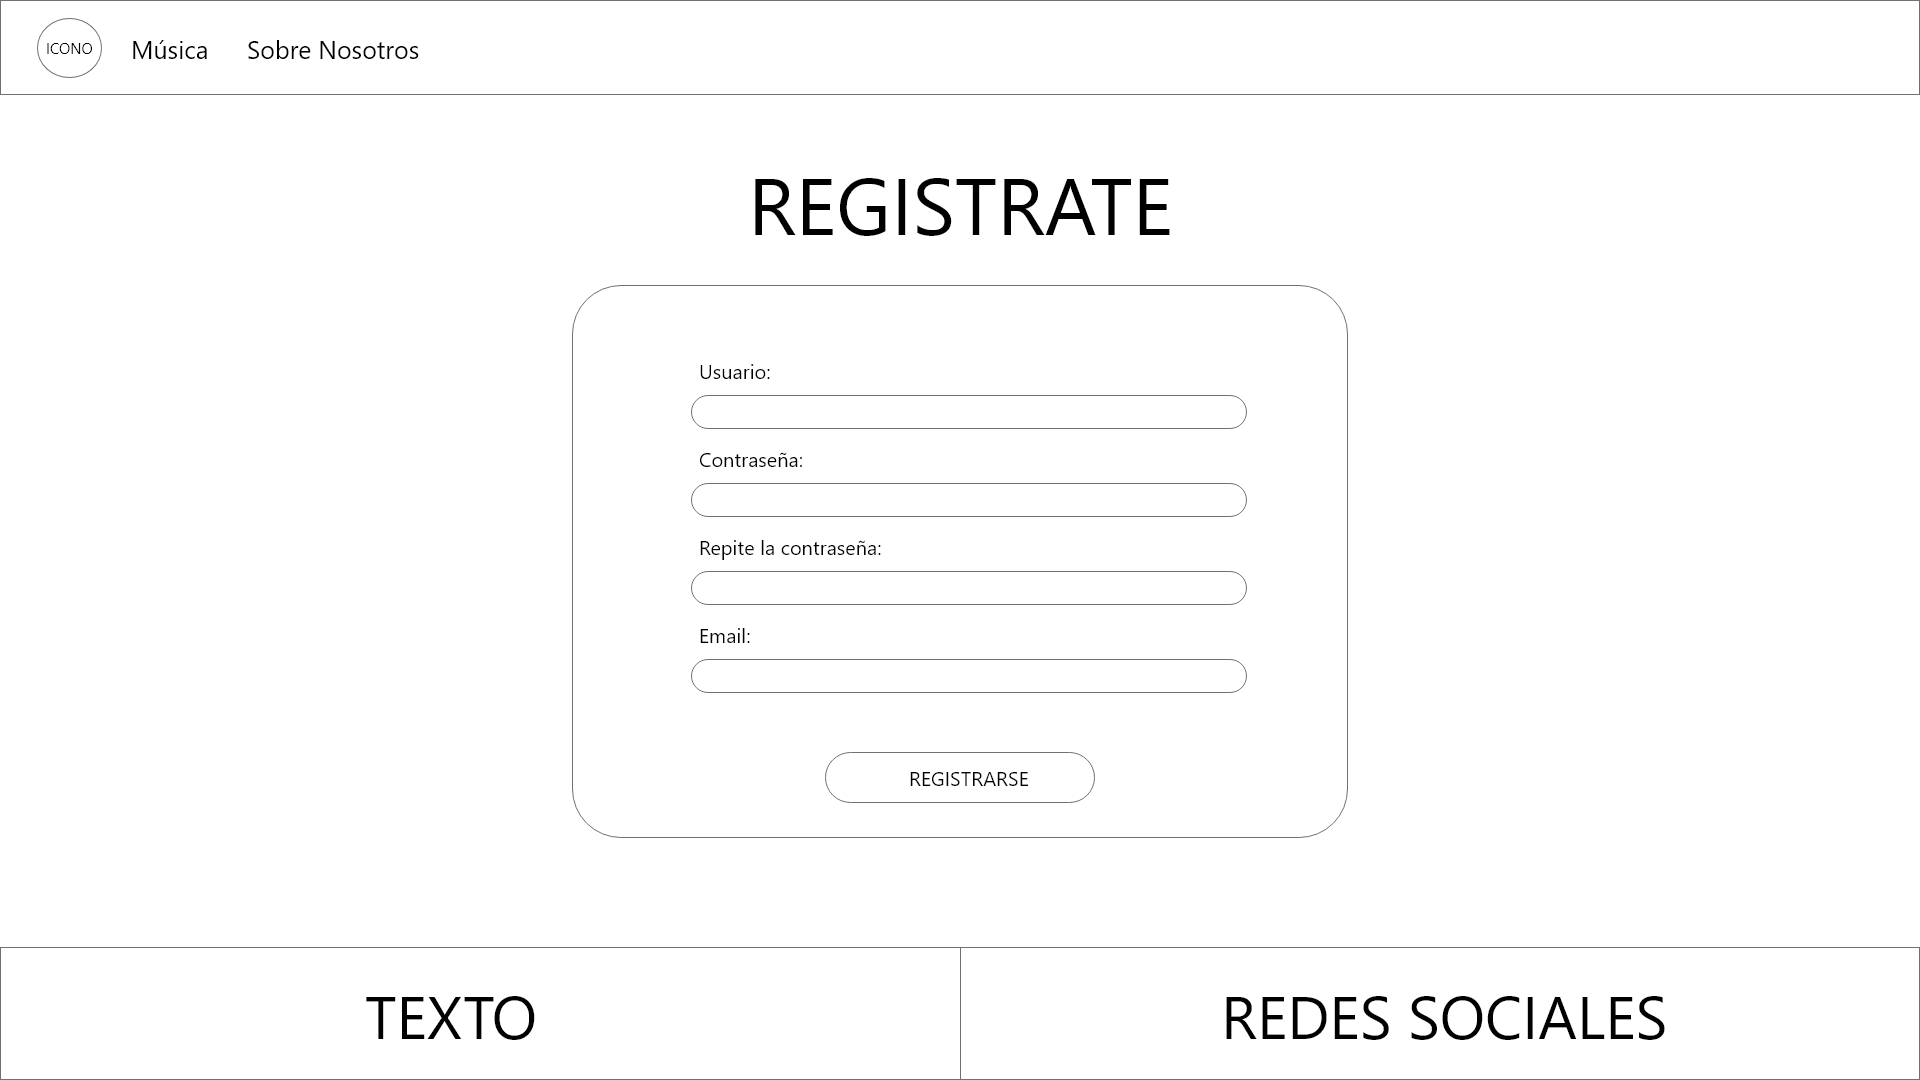 ICONO Música Sobre Nosotros
REGISTRATE
Usuario:
Contraseña:
Repite la contraseña:
Email:
REGISTRARSE
TEXTO REDES SOCIALES